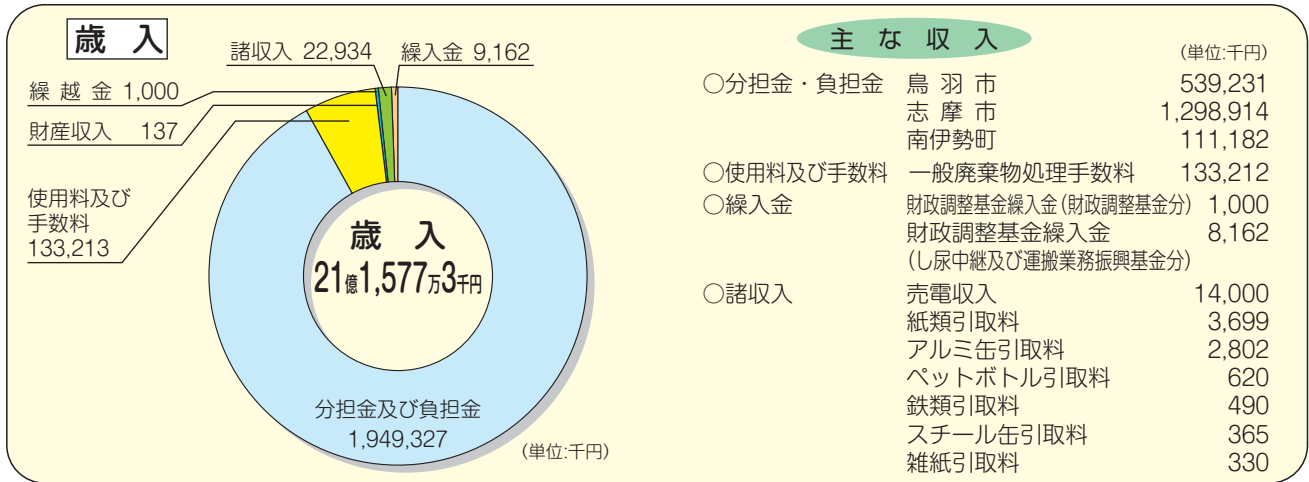 歳 入
諸収入 22,934 繰入金 9,162
繰 越 金 1,000
財産収入 137
使用料及び
手数料
133,213
歳 入
21億1,577万3千円
分担金及び負担金
1,949,327
(単位:千円)
主 な 収 入
(単位:千円)
○分担金・負担金 鳥 羽 市 539,231
志 摩 市 1,298,914
南伊勢町 111,182
○使用料及び手数料 一般廃棄物処理手数料 133,212
○繰入金 財政調整基金繰入金(財政調整基金分) 1,000
財政調整基金繰入金 8,162
(し尿中継及び運搬業務振興基金分)
○諸収入 売電収入 14,000
紙類引取料 3,699
アルミ缶引取料 2,802
ペットボトル引取料 620
鉄類引取料 490
スチール缶引取料 365
雑紙引取料 330